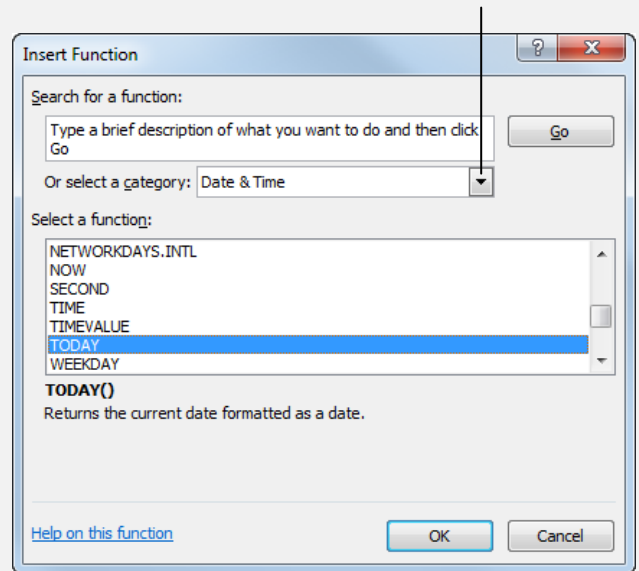 Insert Function
Search for a function:
Type a brief description of what you want to do and then click
Go
Go
Or select a category: Date & Time
Select a function:
NETWORKDAYS.INTL
NOW
SECOND
TIME
TIMEVALUE
TODAY
WEEKDAY
TODAY()
Returns the current date formatted as a date.
Help on this function
OK
Cancel